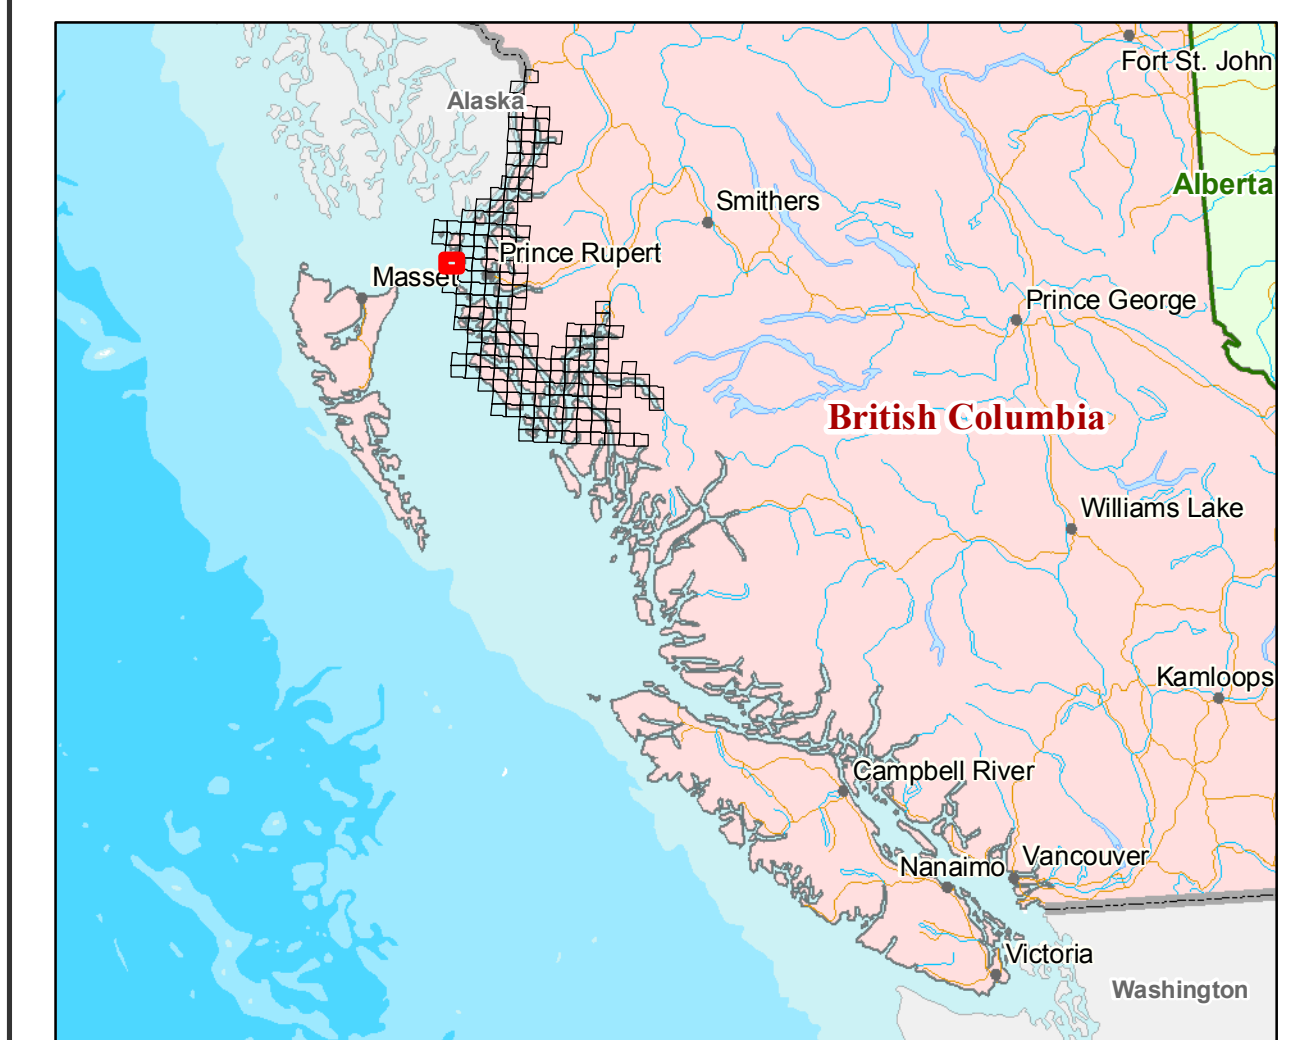 Fort St. John
Alaska
Alberta
Smithers
Prince Rupert
Masset
Prince George
British Columbia
Williams Lake
Kamloops
Campbell River
Vancouver
Nanaimo
Victoria
Washington